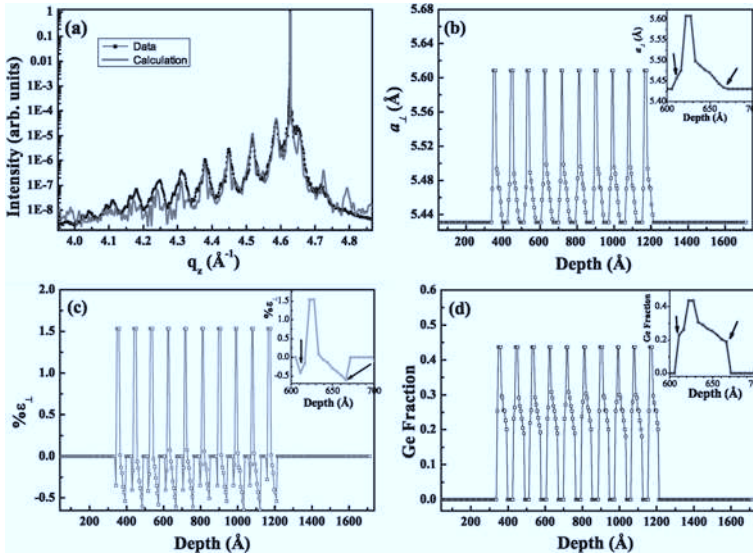 (a)
Data
Calculation
Intensity (arb. units)
1
0.1
0.01
1E-3
1E-4
1E-5
1E-6
1E-7
1E-8
4.0 4.1 4.2 4.3 4.4 4.5 4.6 4.7 4.8
q_z (Å⁻¹)
(b)
a⊥ (Å)
5.68
5.60
5.52
5.44
200 400 600 800 1000 1200 1400 1600
Depth (Å)
a⊥ (Å)
5.60
5.55
5.50
5.45
5.40
600 650 700
Depth (Å)
(c)
%ε⊥
2.0
1.5
1.0
0.5
0.0
-0.5
200 400 600 800 1000 1200 1400 1600
Depth (Å)
%ε
1.5
1.0
0.5
0.0
-0.5
600 650 700
Depth (Å)
(d)
Ge Fraction
0.6
0.5
0.4
0.3
0.2
0.1
0.0
200 400 600 800 1000 1200 1400 1600
Depth (Å)
Ge Fraction
0.4
0.2
0.0
600 650 700
Depth (Å)